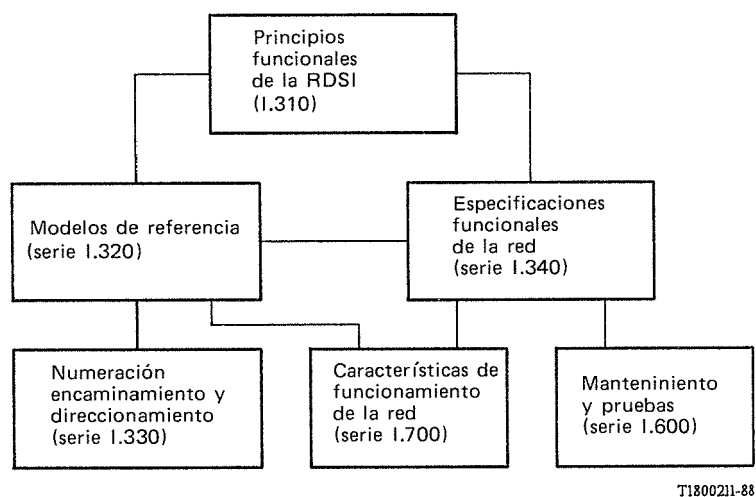 Principios
funcionales
de la RDSI
(I.310)
Modelos de referencia
(serie I.320)
Especificaciones
funcionales
de la red
(serie I.340)
Numeración
encaminamiento y
direccionamiento
(serie I.330)
Características de
funcionamiento
de la red
(serie I.700)
Manteniniento
y pruebas
(serie I.600)
T1800211-88